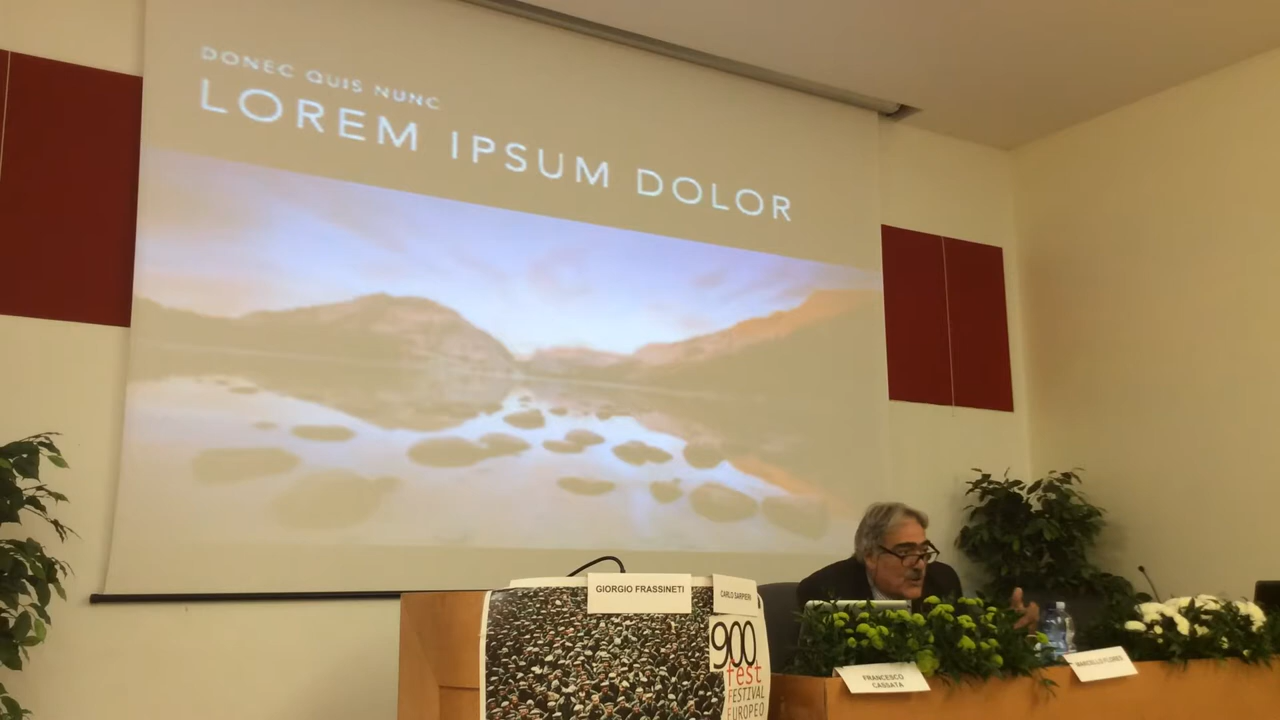 DONEC QUIS NUNC
LOREM IPSUM DOLOR
GIORGIO FRASSINETI
CARLO SARPIERI
900
fest
FESTIVAL
EUROPEO
FRANCESCO
CASSATA
MARCELLO FLORES